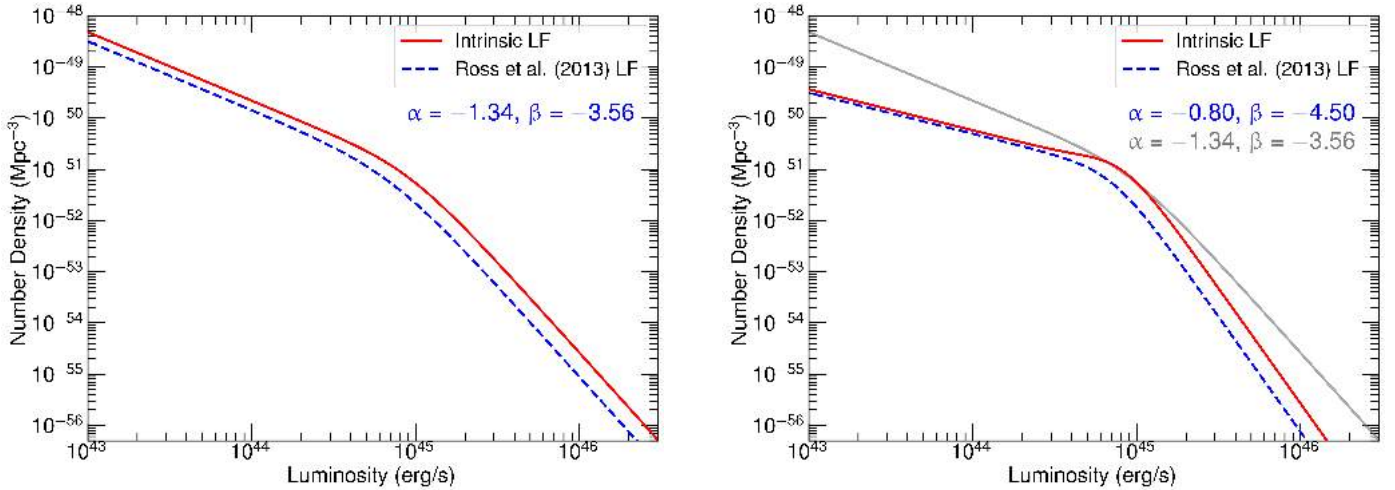 10−48
10−49
10 50
10 51
10−52
10−53
10 54
10 55
10−56
Number Density (Mpc−3)
Intrinsic LF
Ross et al. (2013) LF
α = −1.34, β = −3.56
10^43
10^44
10^45
10^46
Luminosity (erg/s)
10−48
10−49
10 50
10 51
10−52
10−53
10 54
10 55
10−56
Number Density (Mpc−3)
Intrinsic LF
Ross et al. (2013) LF
α = −0.80, β = −4.50
α = −1.34, β = −3.56
10^43
10^44
10^45
10^46
Luminosity (erg/s)